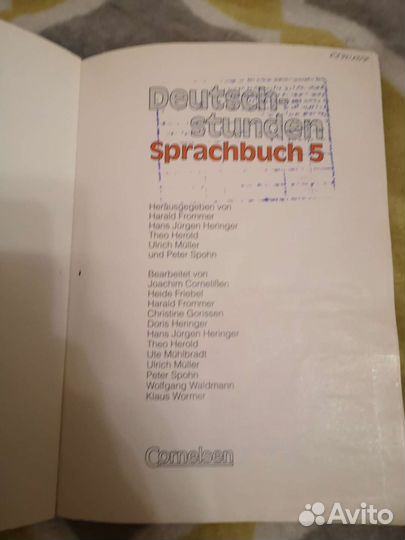 Deutsch-
stunden
Sprachbuch 5
Herausgegeben von
Harald Frommer
Hans Jürgen Heringer
Theo Herold
Ulrich Müller
und Peter Spohn
Bearbeitet von
Joachim Cornelißen
Heide Friebel
Harald Frommer
Christine Gorissen
Doris Heringer
Hans Jürgen Heringer
Theo Herold
Ute Mühlbradt
Ulrich Müller
Peter Spohn
Wolfgang Waldmann
Klaus Wormer
Cornelsen
Avito